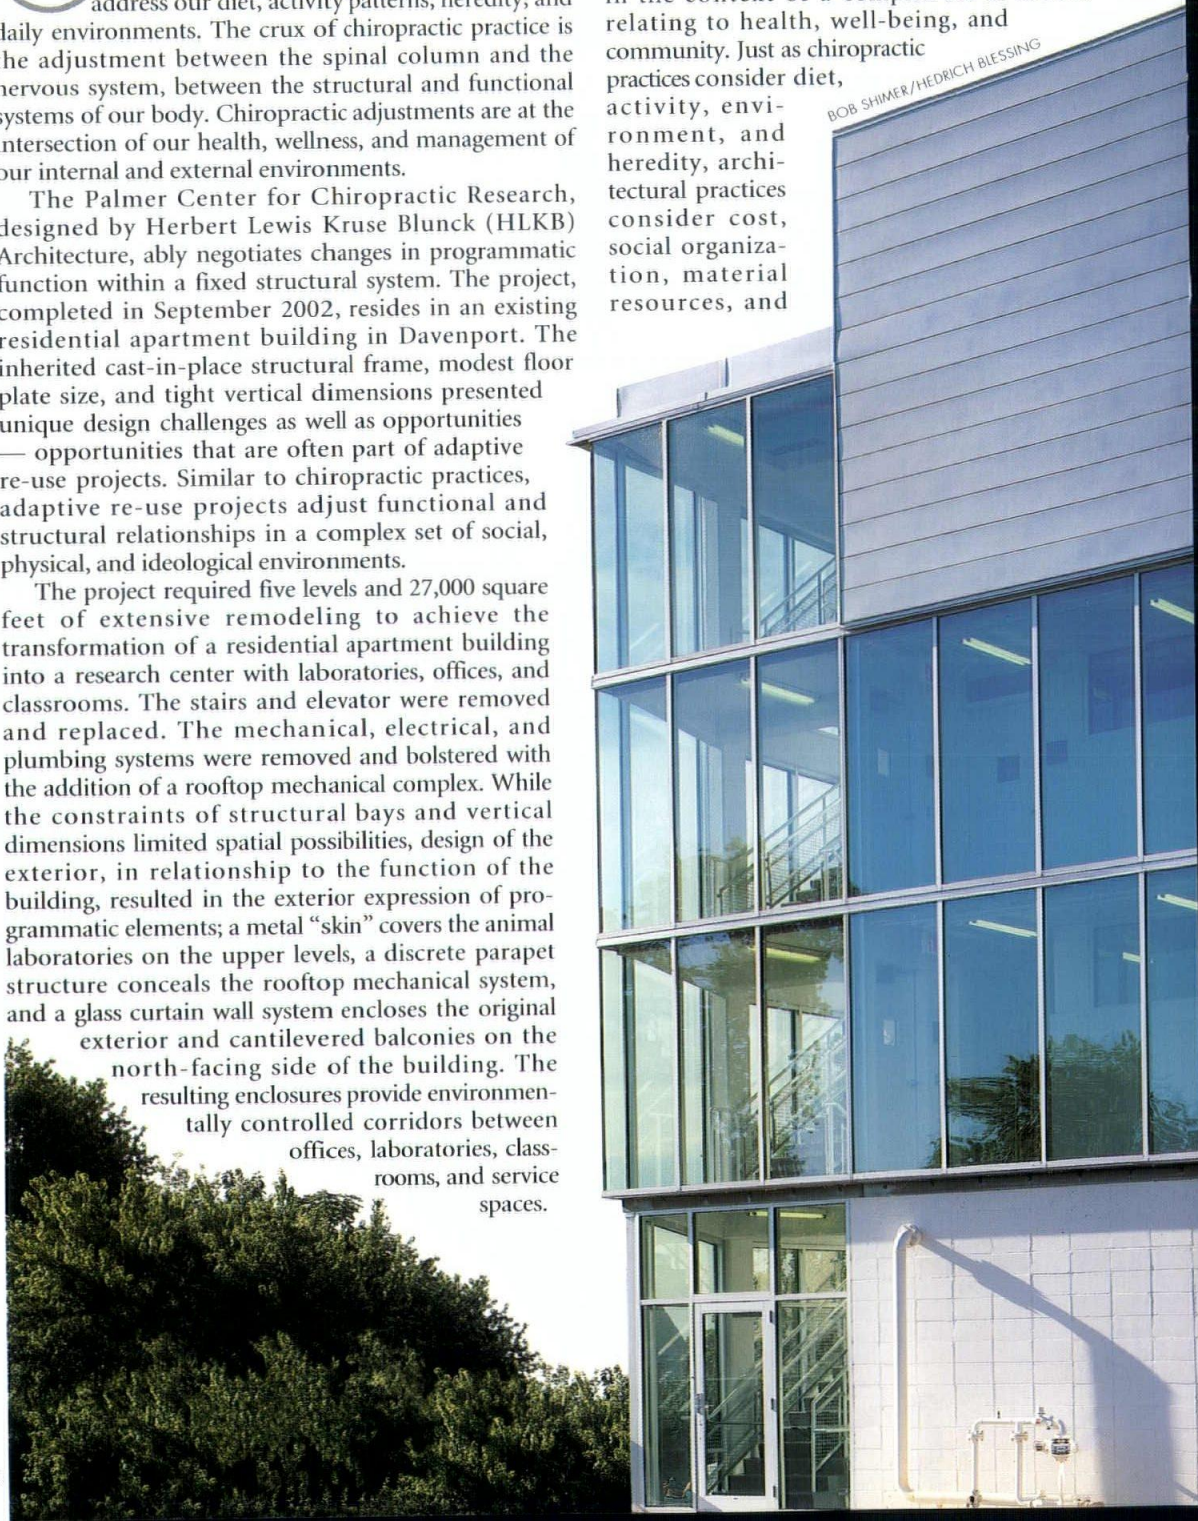 address our diet, activity patterns, heredity, and
daily environments. The crux of chiropractic practice is
the adjustment between the spinal column and the
nervous system, between the structural and functional
systems of our body. Chiropractic adjustments are at the
intersection of our health, wellness, and management of
our internal and external environments.
The Palmer Center for Chiropractic Research,
designed by Herbert Lewis Kruse Blunck (HLKB)
Architecture, ably negotiates changes in programmatic
function within a fixed structural system. The project,
completed in September 2002, resides in an existing
residential apartment building in Davenport. The
inherited cast-in-place structural frame, modest floor
plate size, and tight vertical dimensions presented
unique design challenges as well as opportunities
— opportunities that are often part of adaptive
re-use projects. Similar to chiropractic practices,
adaptive re-use projects adjust functional and
structural relationships in a complex set of social,
physical, and ideological environments.
The project required five levels and 27,000 square
feet of extensive remodeling to achieve the
transformation of a residential apartment building
into a research center with laboratories, offices, and
classrooms. The stairs and elevator were removed
and replaced. The mechanical, electrical, and
plumbing systems were removed and bolstered with
the addition of a rooftop mechanical complex. While
the constraints of structural bays and vertical
dimensions limited spatial possibilities, design of the
exterior, in relationship to the function of the
building, resulted in the exterior expression of pro-
grammatic elements; a metal “skin” covers the animal
laboratories on the upper levels, a discrete parapet
structure conceals the rooftop mechanical system,
and a glass curtain wall system encloses the original
exterior and cantilevered balconies on the
north-facing side of the building. The
resulting enclosures provide environmen-
tally controlled corridors between
offices, laboratories, class-
rooms, and service
spaces.
relating to health, well-being, and
community. Just as chiropractic
practices consider diet,
activity, envi-
ronment, and
heredity, archi-
tectural practices
consider cost,
social organiza-
tion, material
resources, and
BOB SHIMER/HEDRICH BLESSING